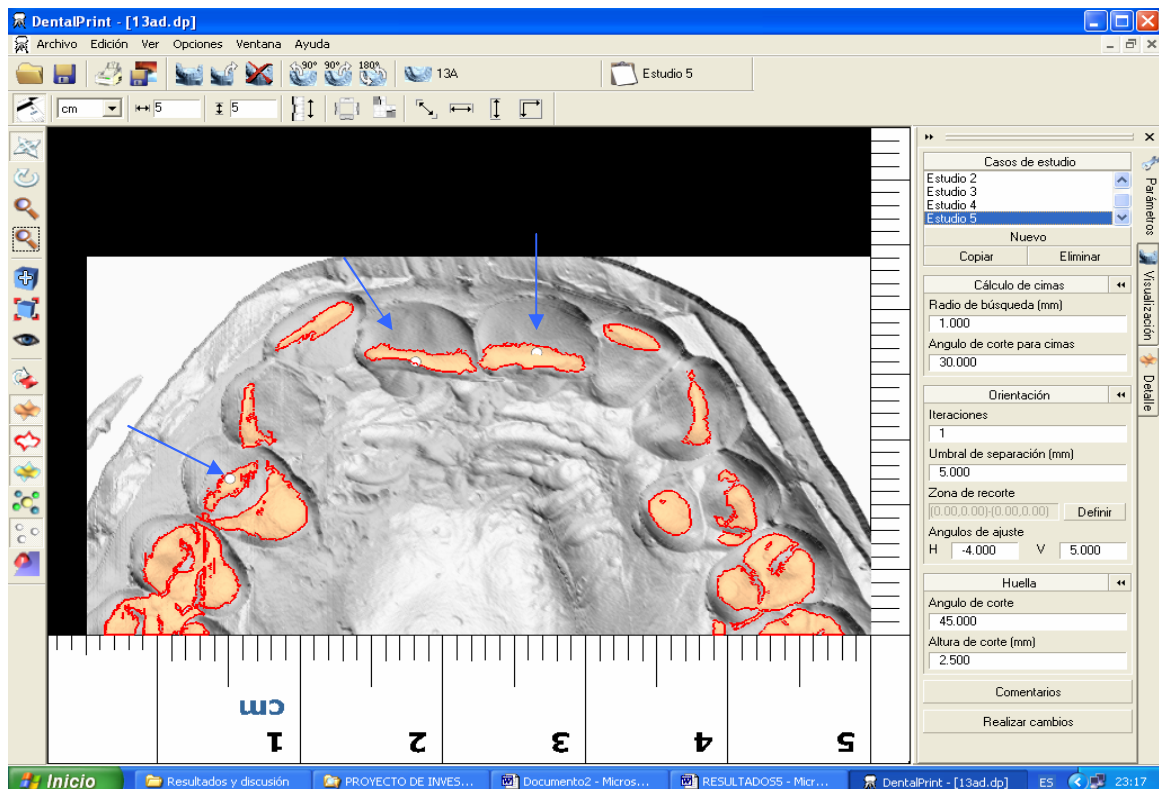 DentalPrint - [13ad.dp]
Archivo Edición Ver Opciones Ventana Ayuda
90° 90° 180° 13A Estudio 5
cm 5 5
Casos de estudio
Estudio 2
Estudio 3
Estudio 4
Estudio 5
Nuevo
Copiar Eliminar
Cálculo de cimas
Radio de búsqueda (mm)
1.000
Angulo de corte para cimas
30.000
Orientación
Iteraciones
1
Umbral de separación (mm)
5.000
Zona de recorte
(0.00,0.00)-(0.00,0.00) Definir
Angulos de ajuste
H -4.000 V 5.000
Huella
Angulo de corte
45.000
Altura de corte (mm)
2.500
Comentarios
Realizar cambios
Parámetros
Visualización
Detalle
cm
1 2 3 4 5
Inicio Resultados y discusión PROYECTO DE INVES... Documento2 - Micros... RESULTADOS5 - Micr... DentalPrint - [13ad.dp] ES 23:17